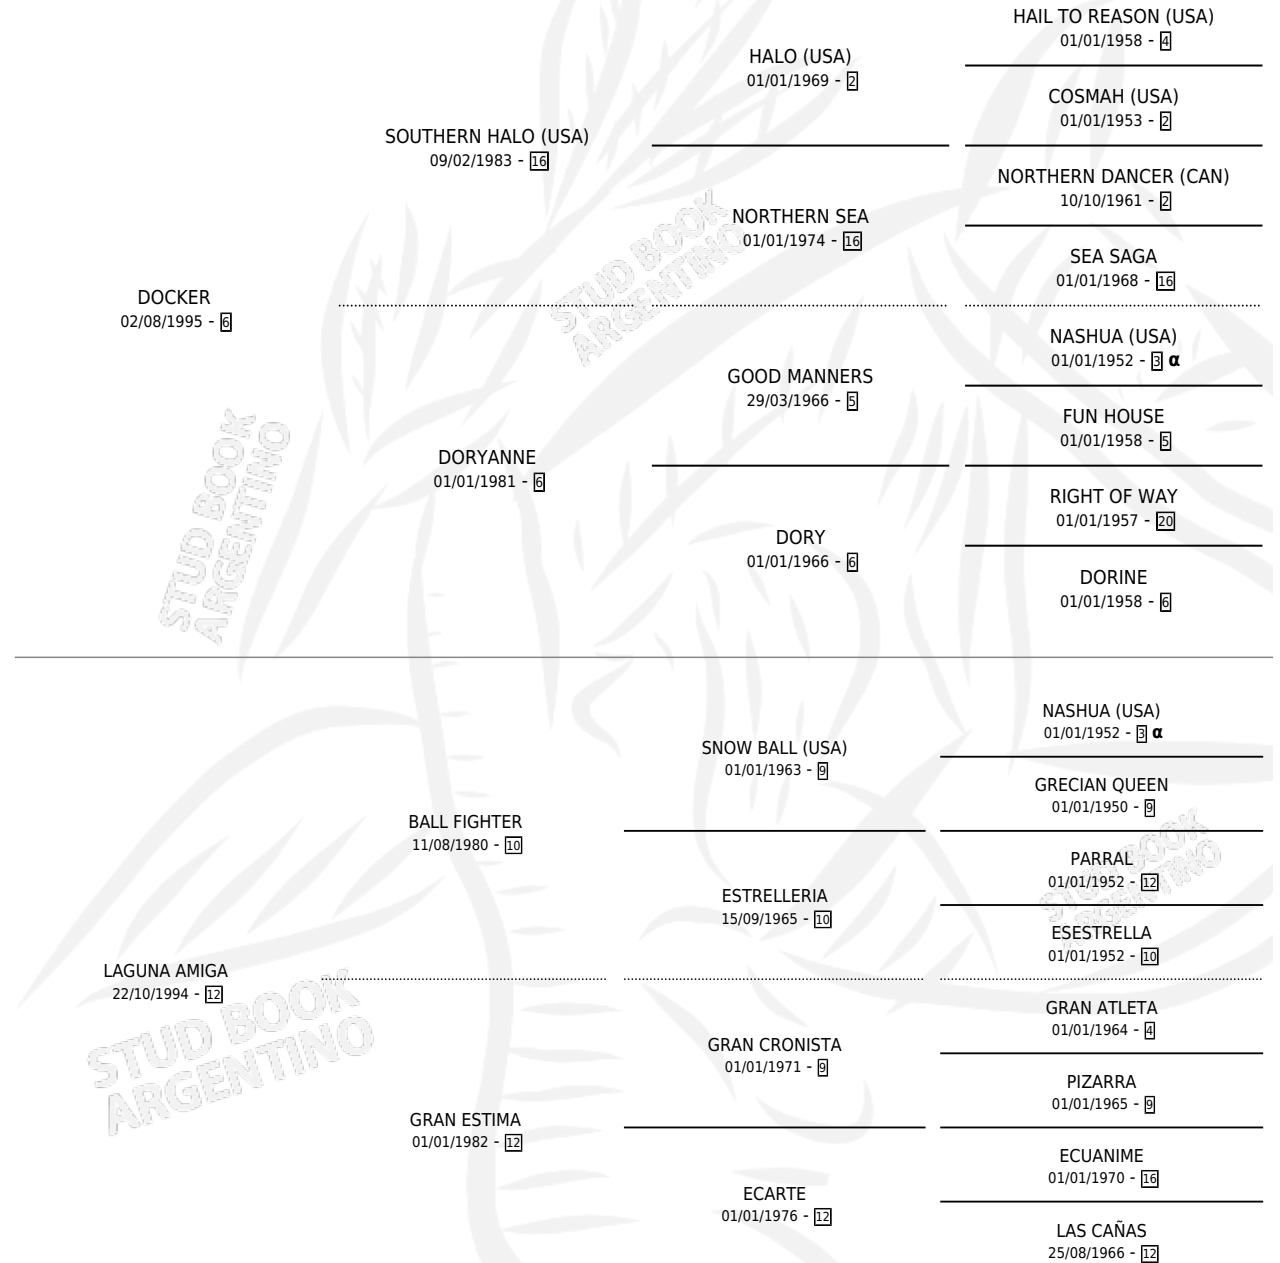 HAIL TO REASON (USA)
01/01/1958 - 4
HALO (USA)
01/01/1969 - 2
COSMAH (USA)
01/01/1953 - 2
SOUTHERN HALO (USA)
09/02/1983 - 16
NORTHERN DANCER (CAN)
10/10/1961 - 2
NORTHERN SEA
01/01/1974 - 16
SEA SAGA
01/01/1968 - 16
DOCKER
02/08/1995 - 6
NASHUA (USA)
01/01/1952 - 3 α
GOOD MANNERS
29/03/1966 - 5
FUN HOUSE
01/01/1958 - 5
DORYANNE
01/01/1981 - 6
RIGHT OF WAY
01/01/1957 - 20
DORY
01/01/1966 - 6
DORINE
01/01/1958 - 6
STUD BOOK
ARGENTINO
STUD BOOK
ARGENTINO
NASHUA (USA)
01/01/1952 - 3 α
SNOW BALL (USA)
01/01/1963 - 9
GRECIAN QUEEN
01/01/1950 - 9
BALL FIGHTER
11/08/1980 - 10
PARRAL
01/01/1952 - 12
ESTRELLERIA
15/09/1965 - 10
ESESTRELLA
01/01/1952 - 10
LAGUNA AMIGA
22/10/1994 - 12
GRAN ATLETA
01/01/1964 - 4
GRAN CRONISTA
01/01/1971 - 9
PIZARRA
01/01/1965 - 9
GRAN ESTIMA
01/01/1982 - 12
ECUANIME
01/01/1970 - 16
ECARTE
01/01/1976 - 12
LAS CAÑAS
25/08/1966 - 12
STUD BOOK
ARGENTINO
STUD BOOK
ARGENTINO